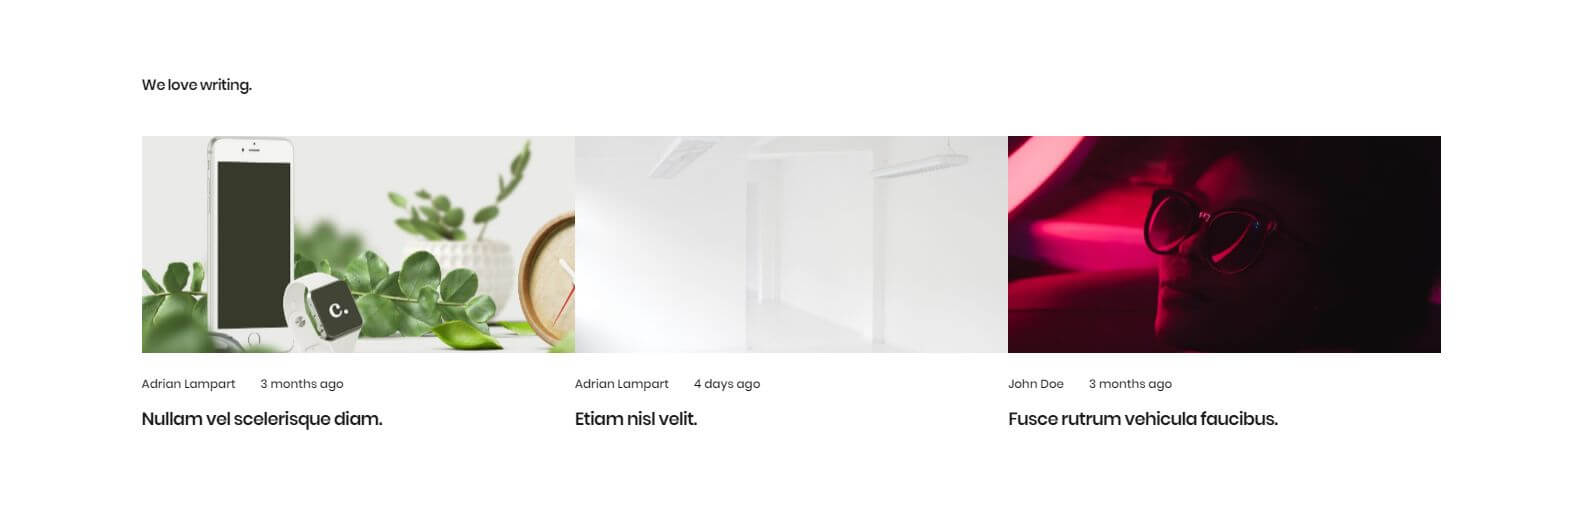 We love writing.
c.
Adrian Lampart 3 months ago
Nullam vel scelerisque diam.
Adrian Lampart 4 days ago
Etiam nisl velit.
John Doe 3 months ago
Fusce rutrum vehicula faucibus.